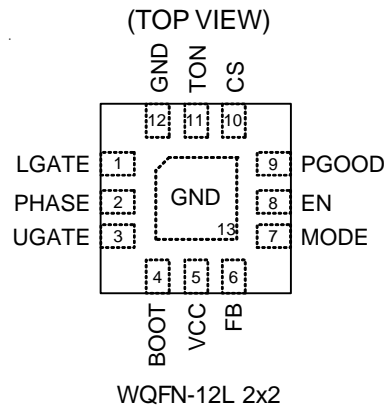 (TOP VIEW)
GND
TON
CS
12
11
10
LGATE
1
9
PGOOD
PHASE
2
GND
8
EN
UGATE
3
13
7
MODE
4
5
6
BOOT
VCC
FB
WQFN-12L 2x2